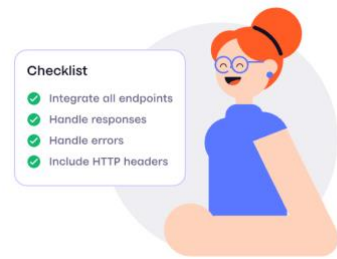 Checklist
Integrate all endpoints
Handle responses
Handle errors
Include HTTP headers